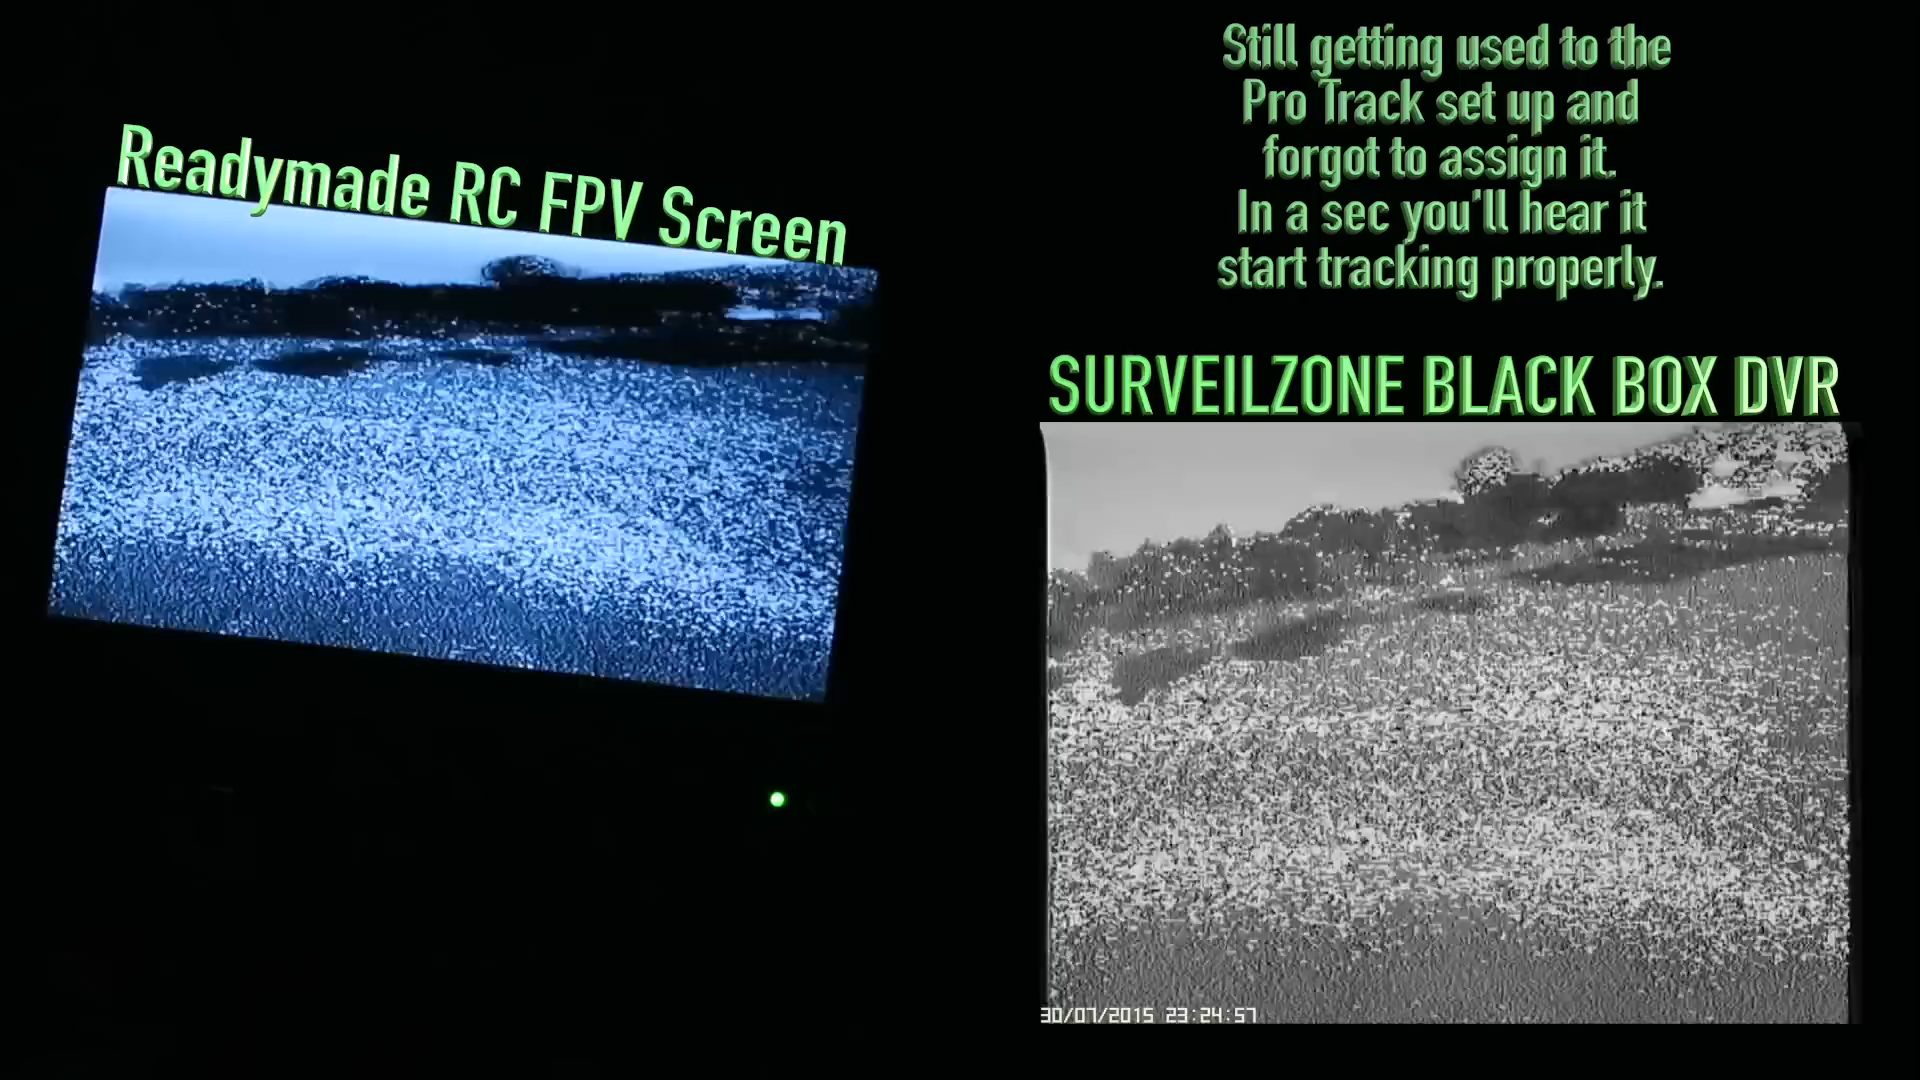 Readymade RC FPV Screen
Still getting used to the
Pro Track set up and
forgot to assign it.
In a sec you'll hear it
start tracking properly.
SURVEILZONE BLACK BOX DVR
30/07/2015 23:24:57